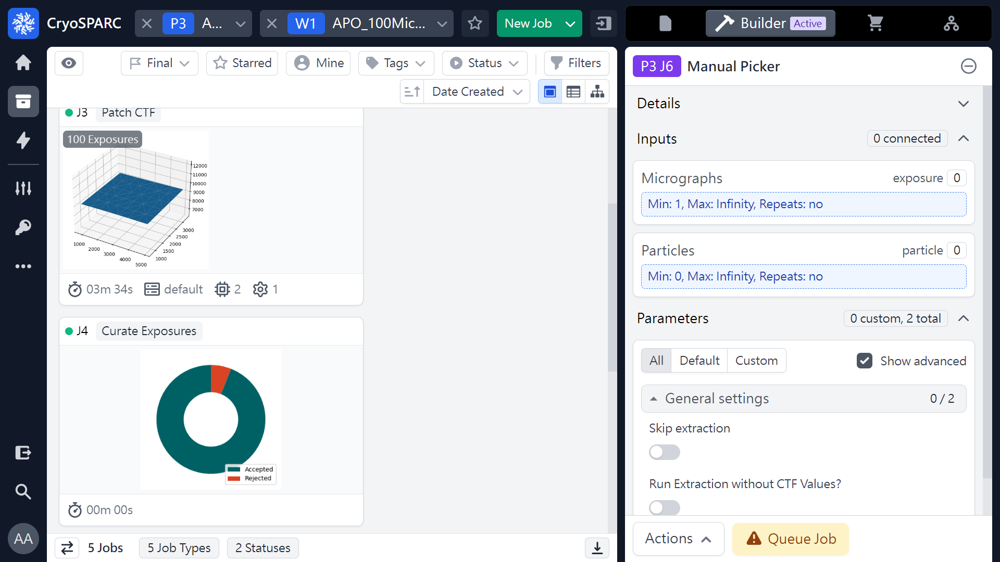 CryoSPARC
P3 A...
W1 APO_100Mic...
New Job
Builder Active
Final
Starred
Mine
Tags
Status
Filters
Date Created
J3 Patch CTF
100 Exposures
12000
11000
10000
9000
8000
7000
3000
2500
2000
1500
1000
1000
2000
3000
4000
5000
03m 34s default 2 1
J4 Curate Exposures
Accepted
Rejected
00m 00s
5 Jobs 5 Job Types 2 Statuses
AA
P3 J6 Manual Picker
Details
Inputs 0 connected
Micrographs exposure 0
Min: 1, Max: Infinity, Repeats: no
Particles particle 0
Min: 0, Max: Infinity, Repeats: no
Parameters 0 custom, 2 total
All Default Custom Show advanced
General settings 0 / 2
Skip extraction
Run Extraction without CTF Values?
Actions Queue Job